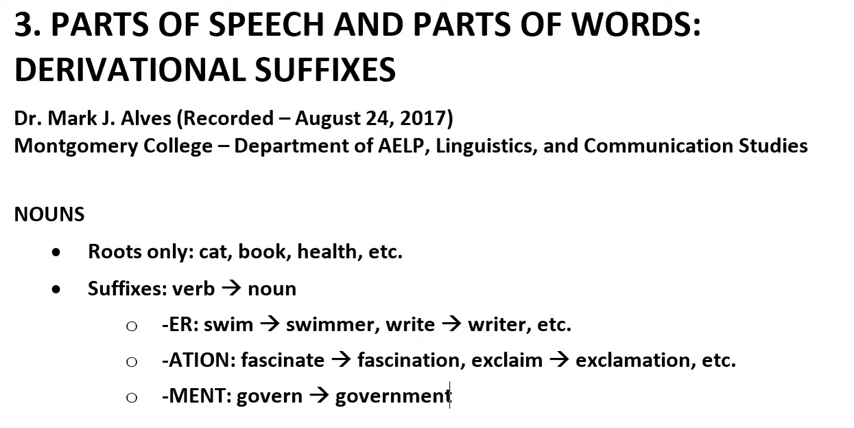 3. PARTS OF SPEECH AND PARTS OF WORDS:
DERIVATIONAL SUFFIXES
Dr. Mark J. Alves (Recorded – August 24, 2017)
Montgomery College – Department of AELP, Linguistics, and Communication Studies
NOUNS
• Roots only: cat, book, health, etc.
• Suffixes: verb → noun
o -ER: swim → swimmer, write → writer, etc.
o -ATION: fascinate → fascination, exclaim → exclamation, etc.
o -MENT: govern → government